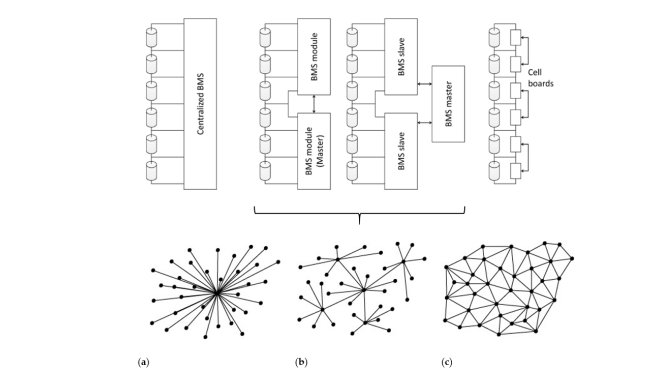 Centralized BMS
BMS module
BMS module
(Master)
BMS slave
BMS slave
BMS master
Cell
boards
(a)
(b)
(c)